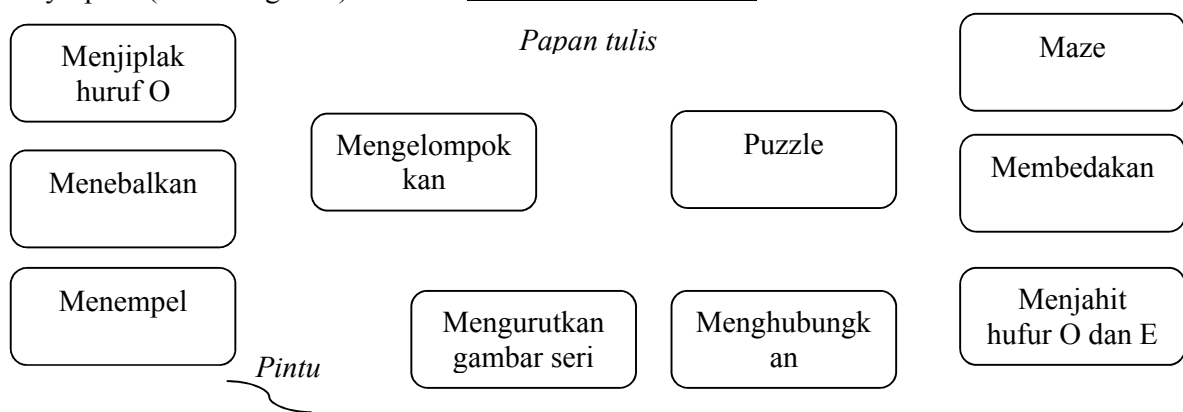 Papan tulis
Menjiplak
huruf O
Maze
Mengelompok
kan
Puzzle
Menebalkan
Membedakan
Menempel
Mengurutkan
gambar seri
Menghubungk
an
Menjahit
hufur O dan E
Pintu